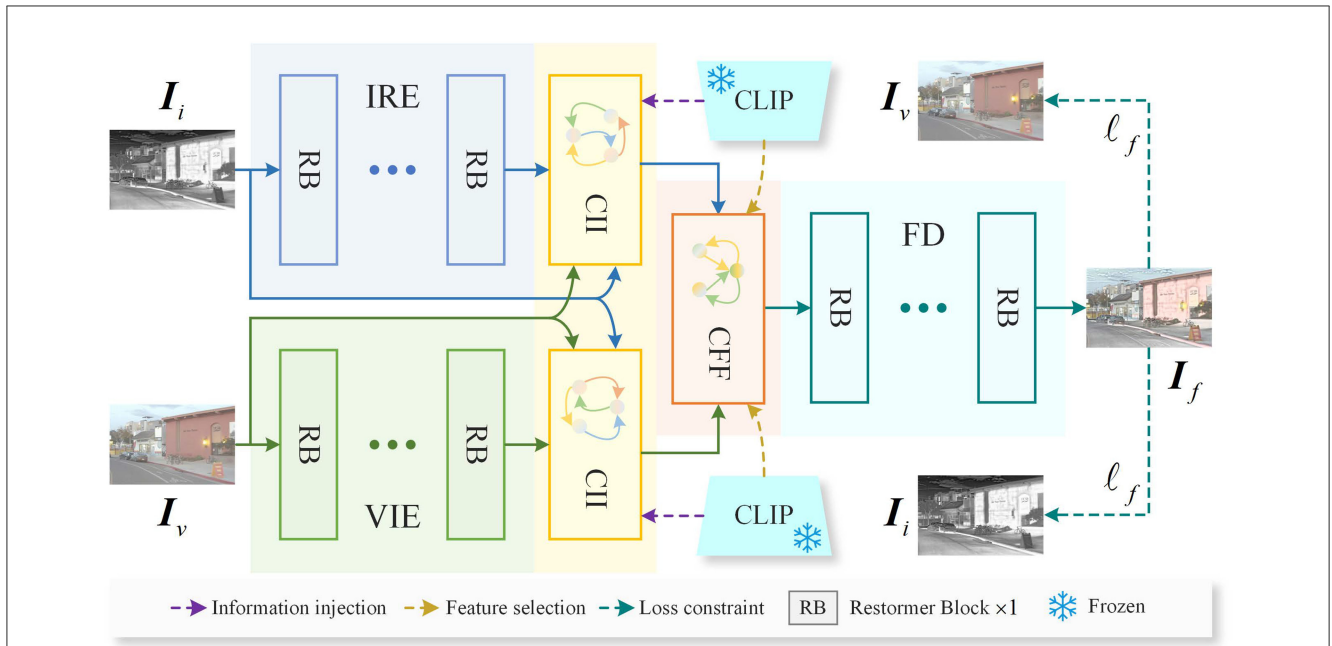 I_i
IRE
RB
RB
CII
CLIP
I_v
ℓ_f
CFF
FD
RB
RB
I_f
I_v
RB
RB
VIE
CII
CLIP
I_i
ℓ_f
Information injection
Feature selection
Loss constraint
RB
Restormer Block ×1
Frozen